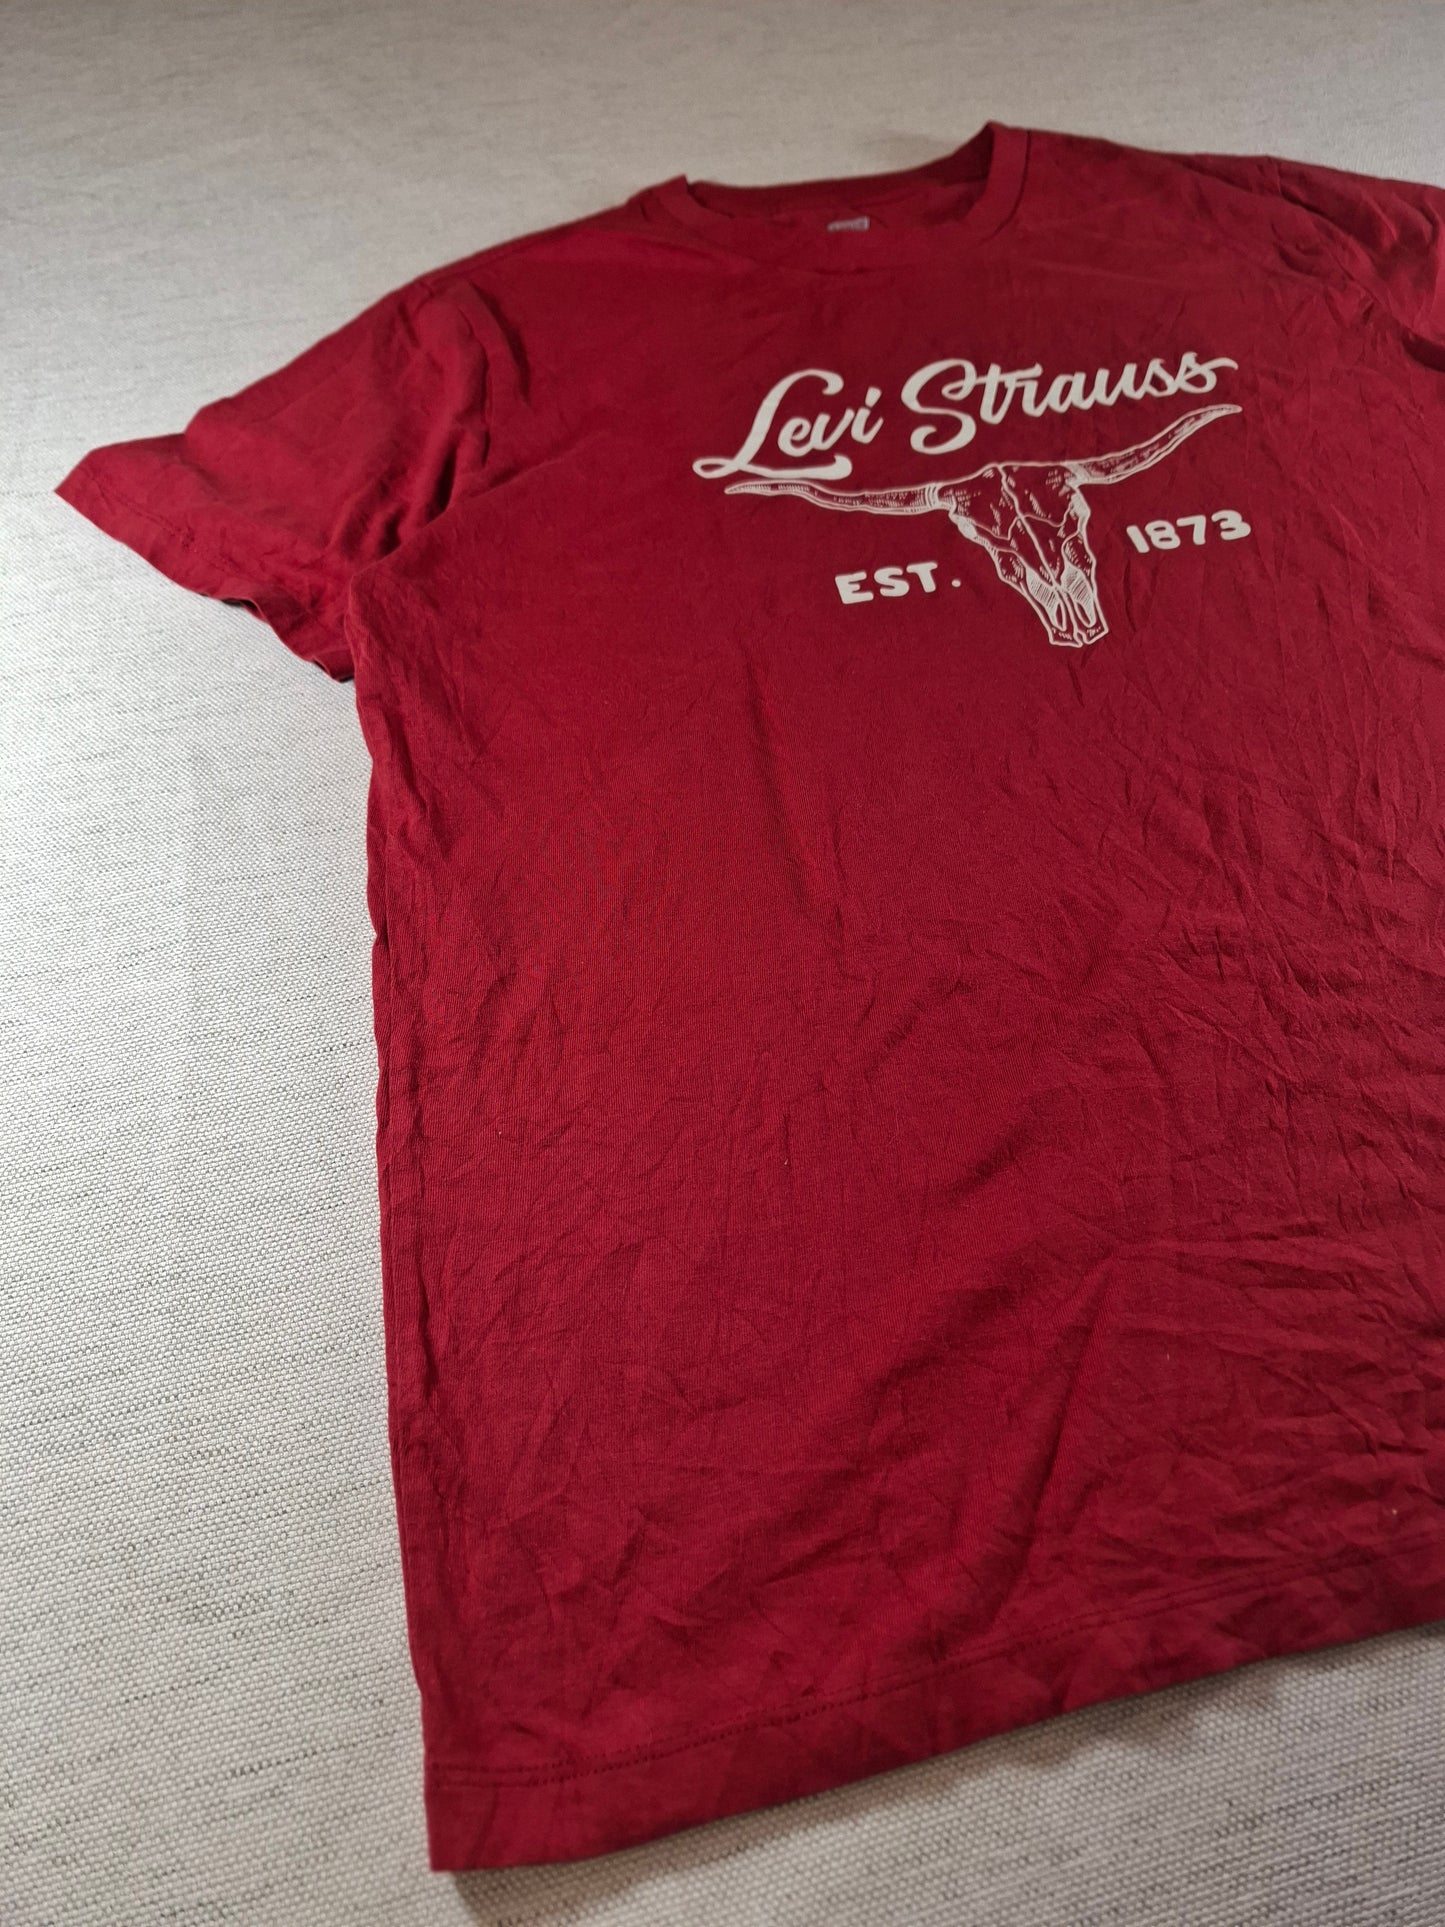 Levi Strauss
EST. 1873